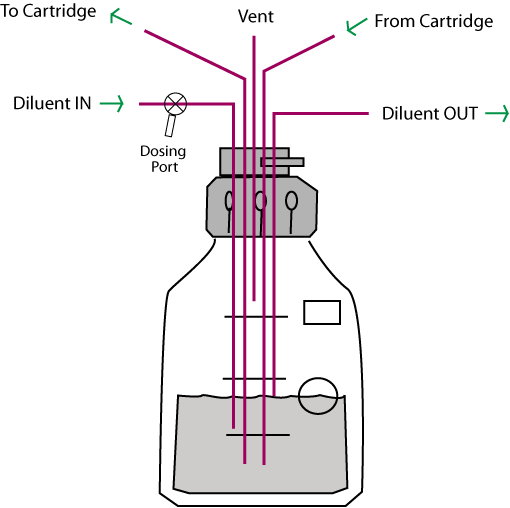 To Cartridge
Vent
From Cartridge
Diluent IN
Diluent OUT
Dosing
Port